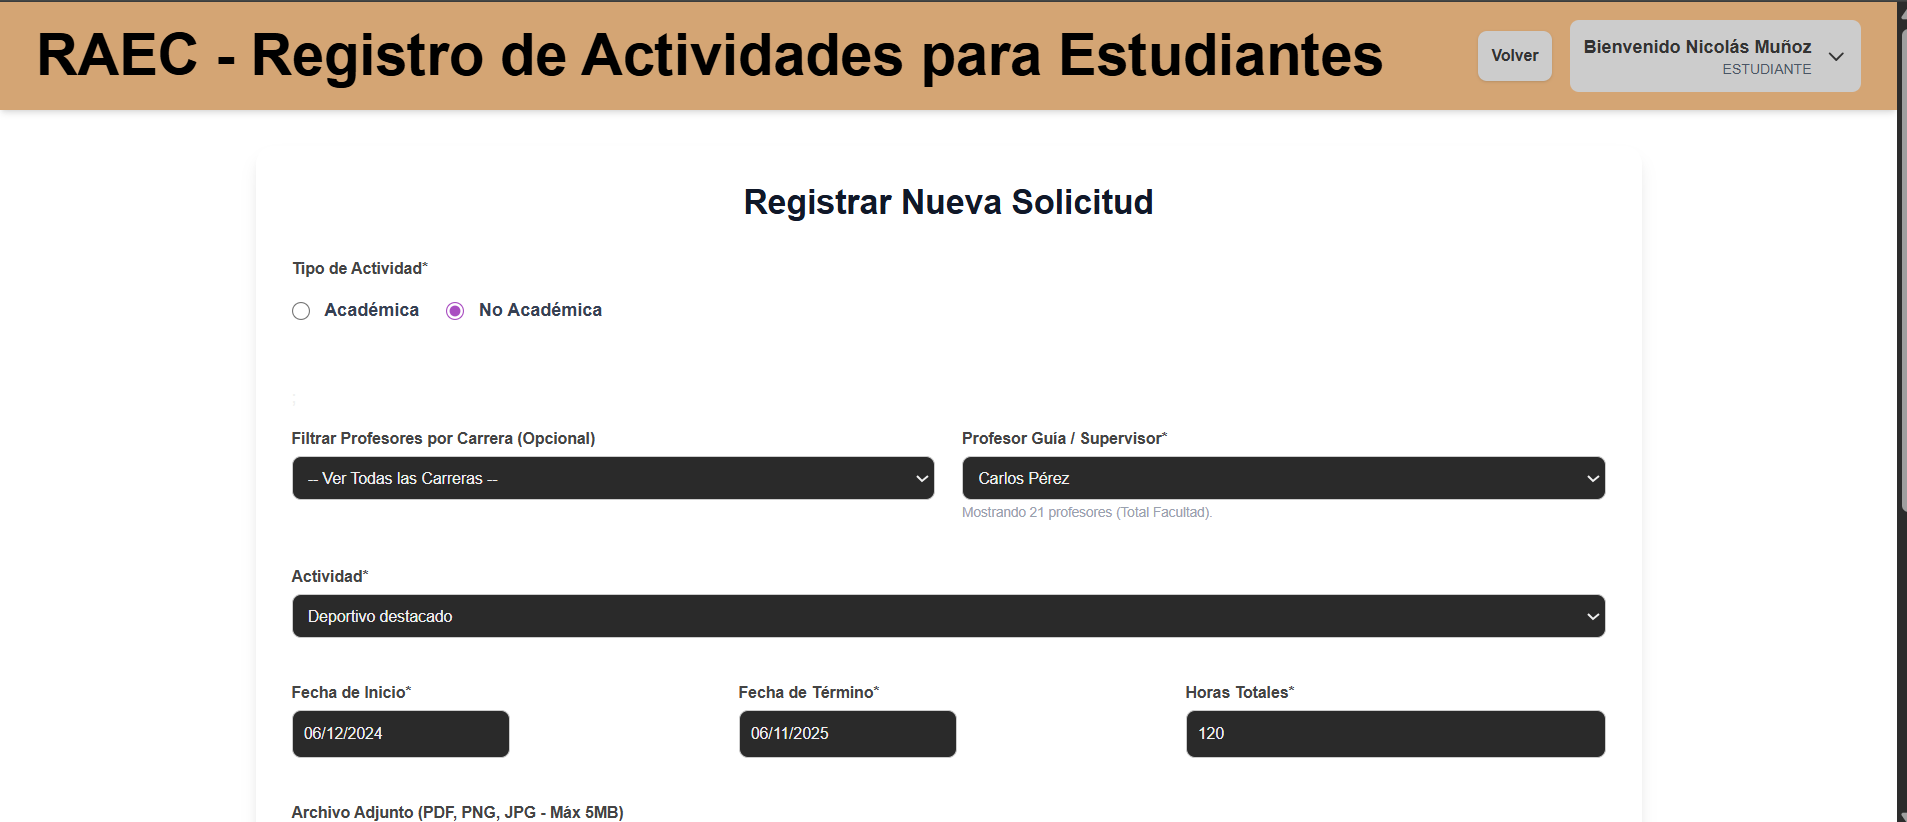 RAEC - Registro de Actividades para Estudiantes
Volver
Bienvenido Nicolás Muñoz
ESTUDIANTE
Registrar Nueva Solicitud
Tipo de Actividad*
Académica
No Académica
;
Filtrar Profesores por Carrera (Opcional)
Profesor Guía / Supervisor*
-- Ver Todas las Carreras --
Carlos Pérez
Mostrando 21 profesores (Total Facultad).
Actividad*
Deportivo destacado
Fecha de Inicio*
Fecha de Término*
Horas Totales*
06/12/2024
06/11/2025
120
Archivo Adjunto (PDF, PNG, JPG - Máx 5MB)